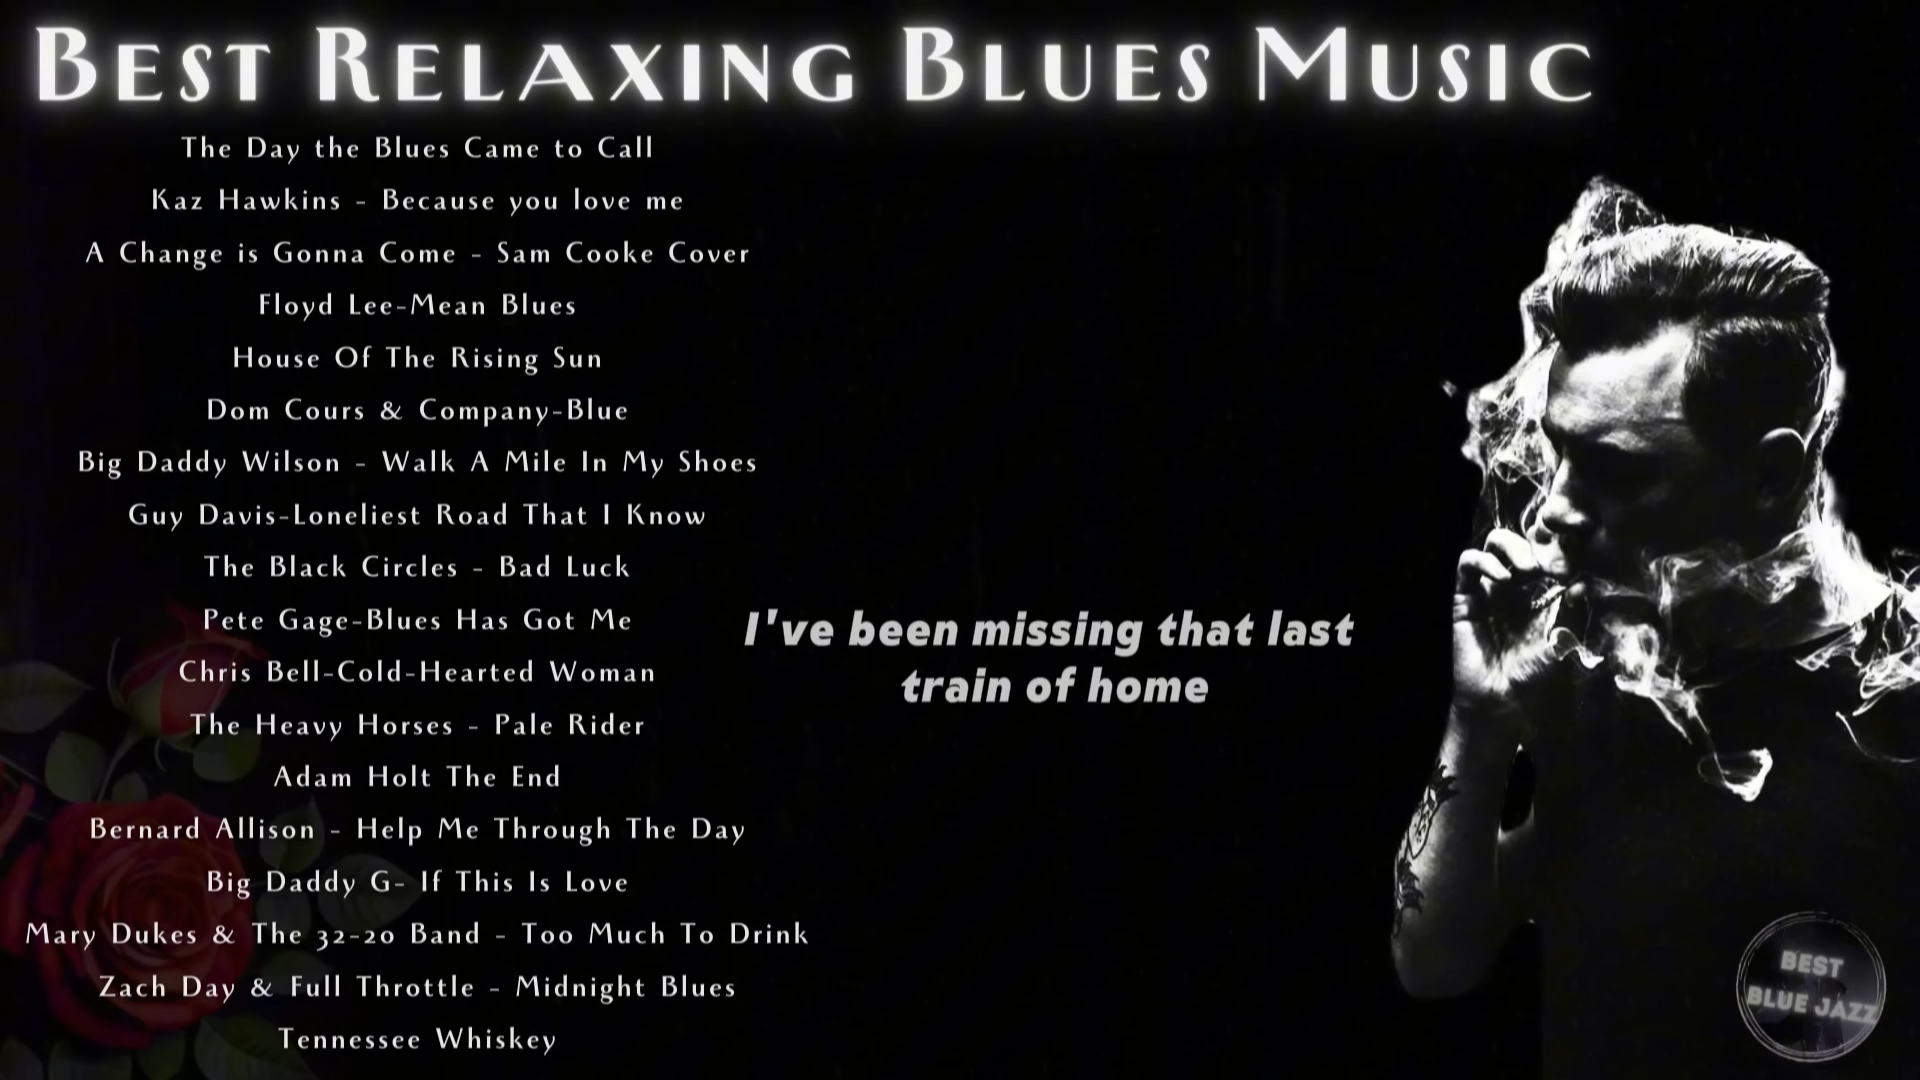 Best Relaxing Blues Music
The Day the Blues Came to Call
Kaz Hawkins - Because you love me
A Change is Gonna Come - Sam Cooke Cover
Floyd Lee-Mean Blues
House Of The Rising Sun
Dom Cours & Company-Blue
Big Daddy Wilson - Walk A Mile In My Shoes
Guy Davis-Loneliest Road That I Know
The Black Circles - Bad Luck
Pete Gage-Blues Has Got Me
Chris Bell-Cold-Hearted Woman
The Heavy Horses - Pale Rider
Adam Holt The End
Bernard Allison - Help Me Through The Day
Big Daddy G- If This Is Love
Mary Dukes & The 32-20 Band - Too Much To Drink
Zach Day & Full Throttle - Midnight Blues
Tennessee Whiskey
I've been missing that last
train of home
BEST
BLUE JAZZ